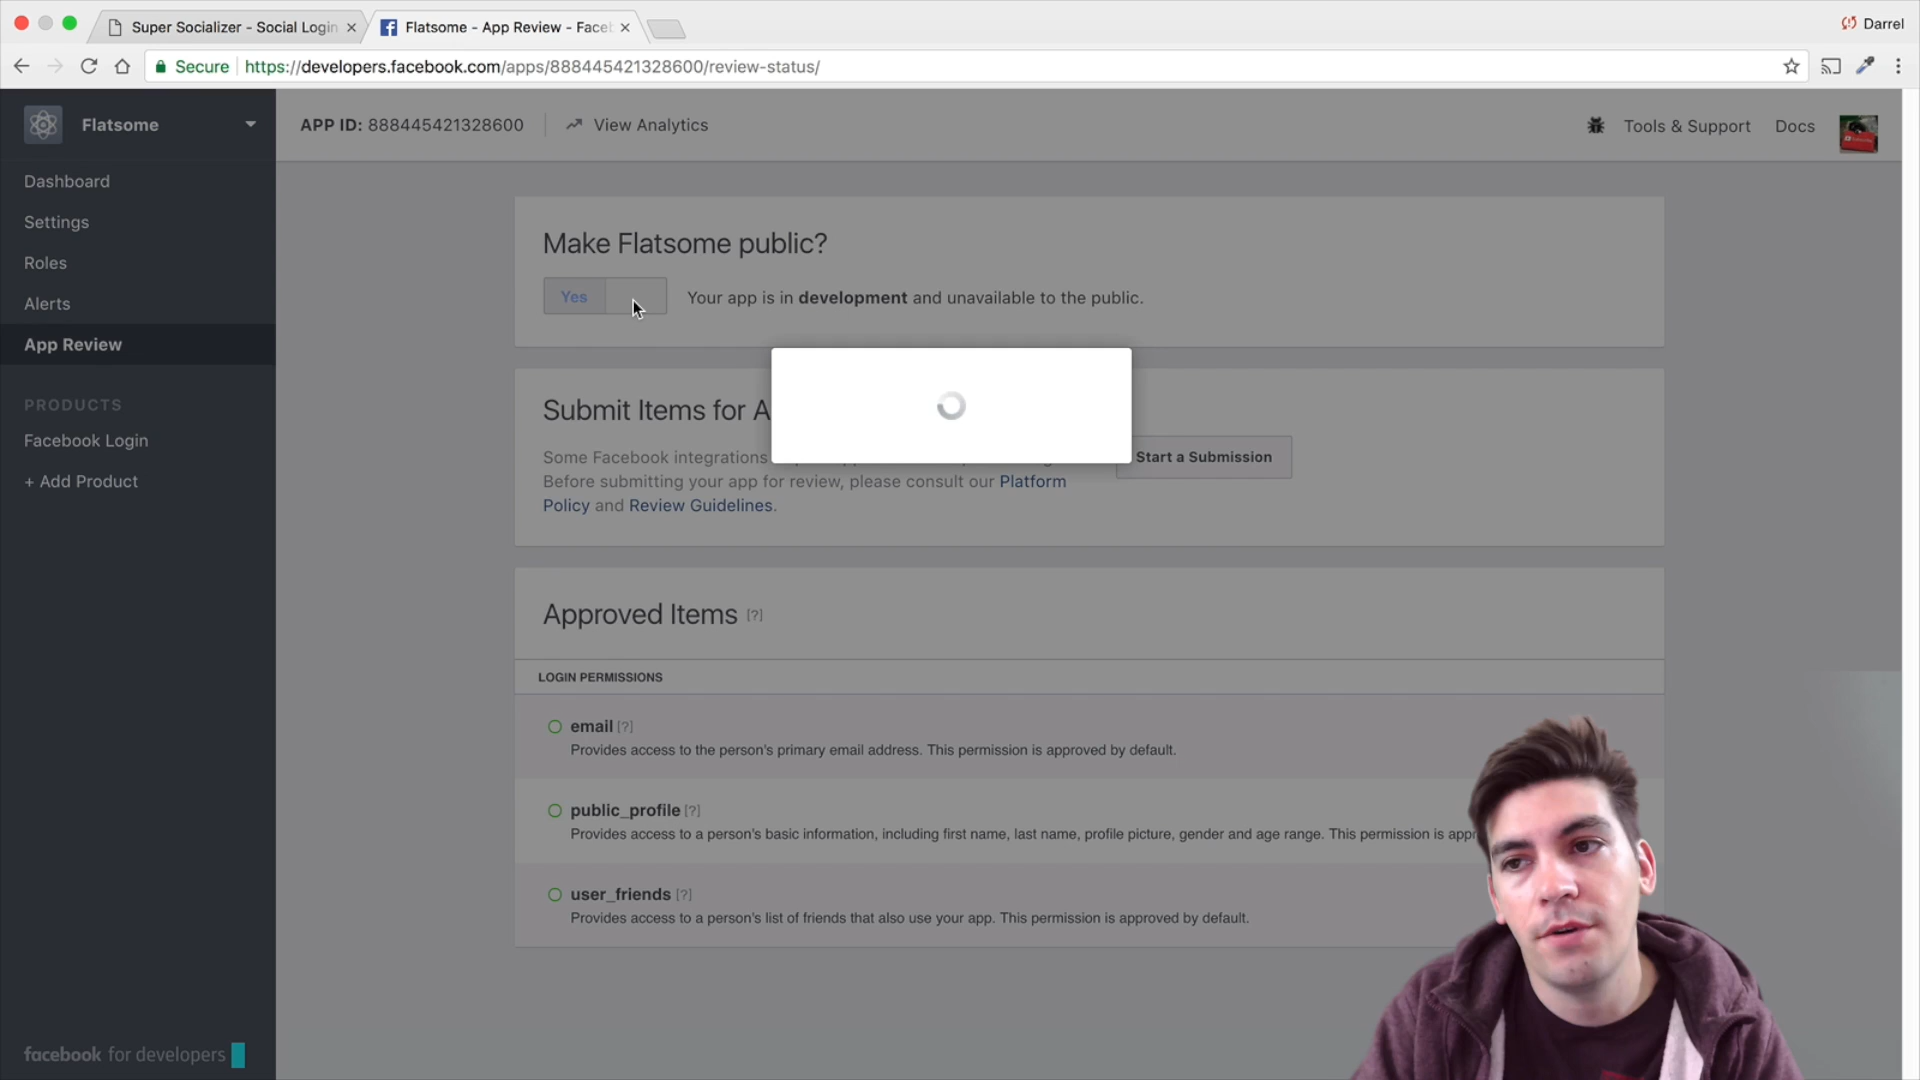 Super Socializer - Social Login
Flatsome - App Review - Faceb
Darrel
Secure
https://developers.facebook.com/apps/888445421328600/review-status/
Flatsome
APP ID: 888445421328600
View Analytics
Tools & Support
Docs
Dashboard
Settings
Roles
Alerts
App Review
PRODUCTS
Facebook Login
+ Add Product
Make Flatsome public?
Yes
Your app is in development and unavailable to the public.
Submit Items for A
Some Facebook integrations
Before submitting your app for review, please consult our Platform
Policy and Review Guidelines.
Start a Submission
Approved Items [?]
LOGIN PERMISSIONS
email [?]
Provides access to the person's primary email address. This permission is approved by default.
public_profile [?]
Provides access to a person's basic information, including first name, last name, profile picture, gender and age range. This permission is appr
user_friends [?]
Provides access to a person's list of friends that also use your app. This permission is approved by default.
facebook for developers